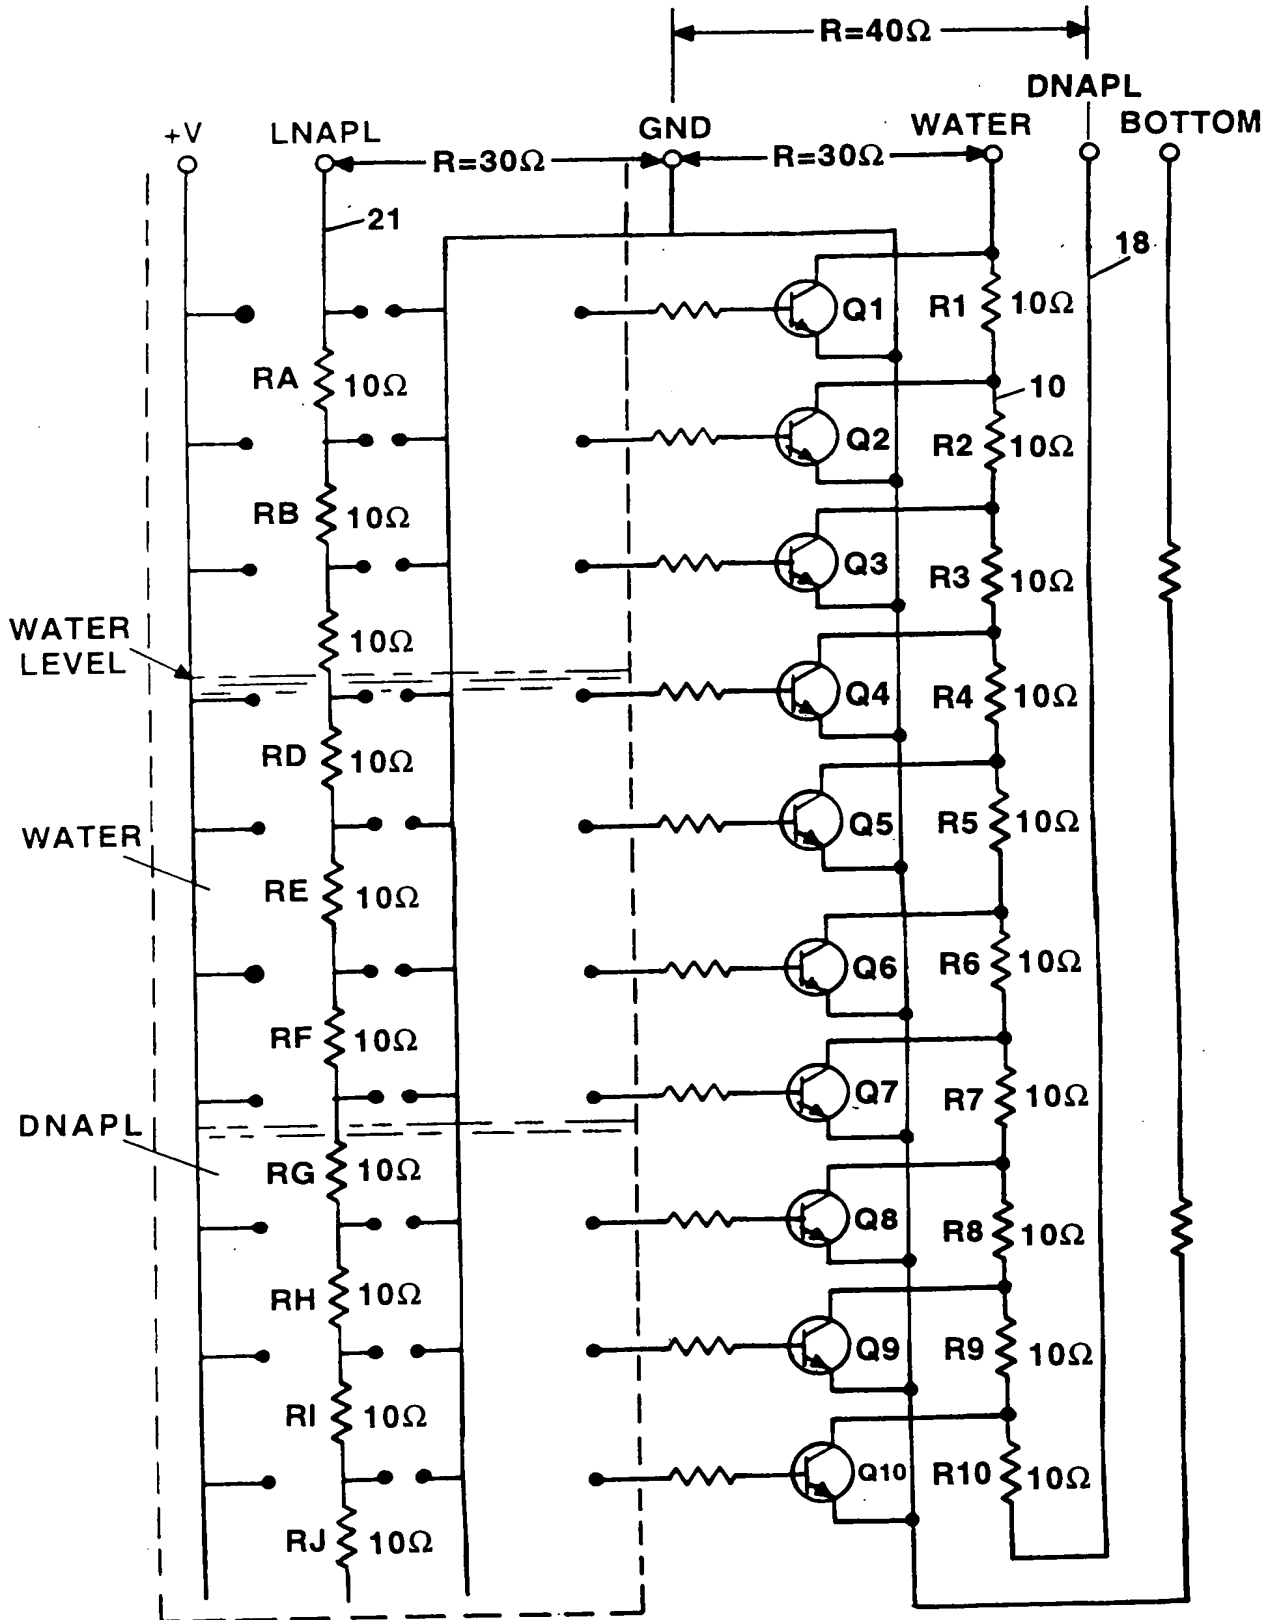 R=40Ω
DNAPL
+V LNAPL GND WATER BOTTOM
R=30Ω R=30Ω
21
18
Q1 R1 10Ω
RA 10Ω
10
Q2 R2 10Ω
RB 10Ω
Q3 R3 10Ω
WATER
LEVEL
10Ω
Q4 R4 10Ω
RD 10Ω
WATER
Q5 R5 10Ω
RE 10Ω
Q6 R6 10Ω
RF 10Ω
Q7 R7 10Ω
DNAPL
RG 10Ω
Q8 R8 10Ω
RH 10Ω
Q9 R9 10Ω
RI 10Ω
Q10 R10 10Ω
RJ 10Ω